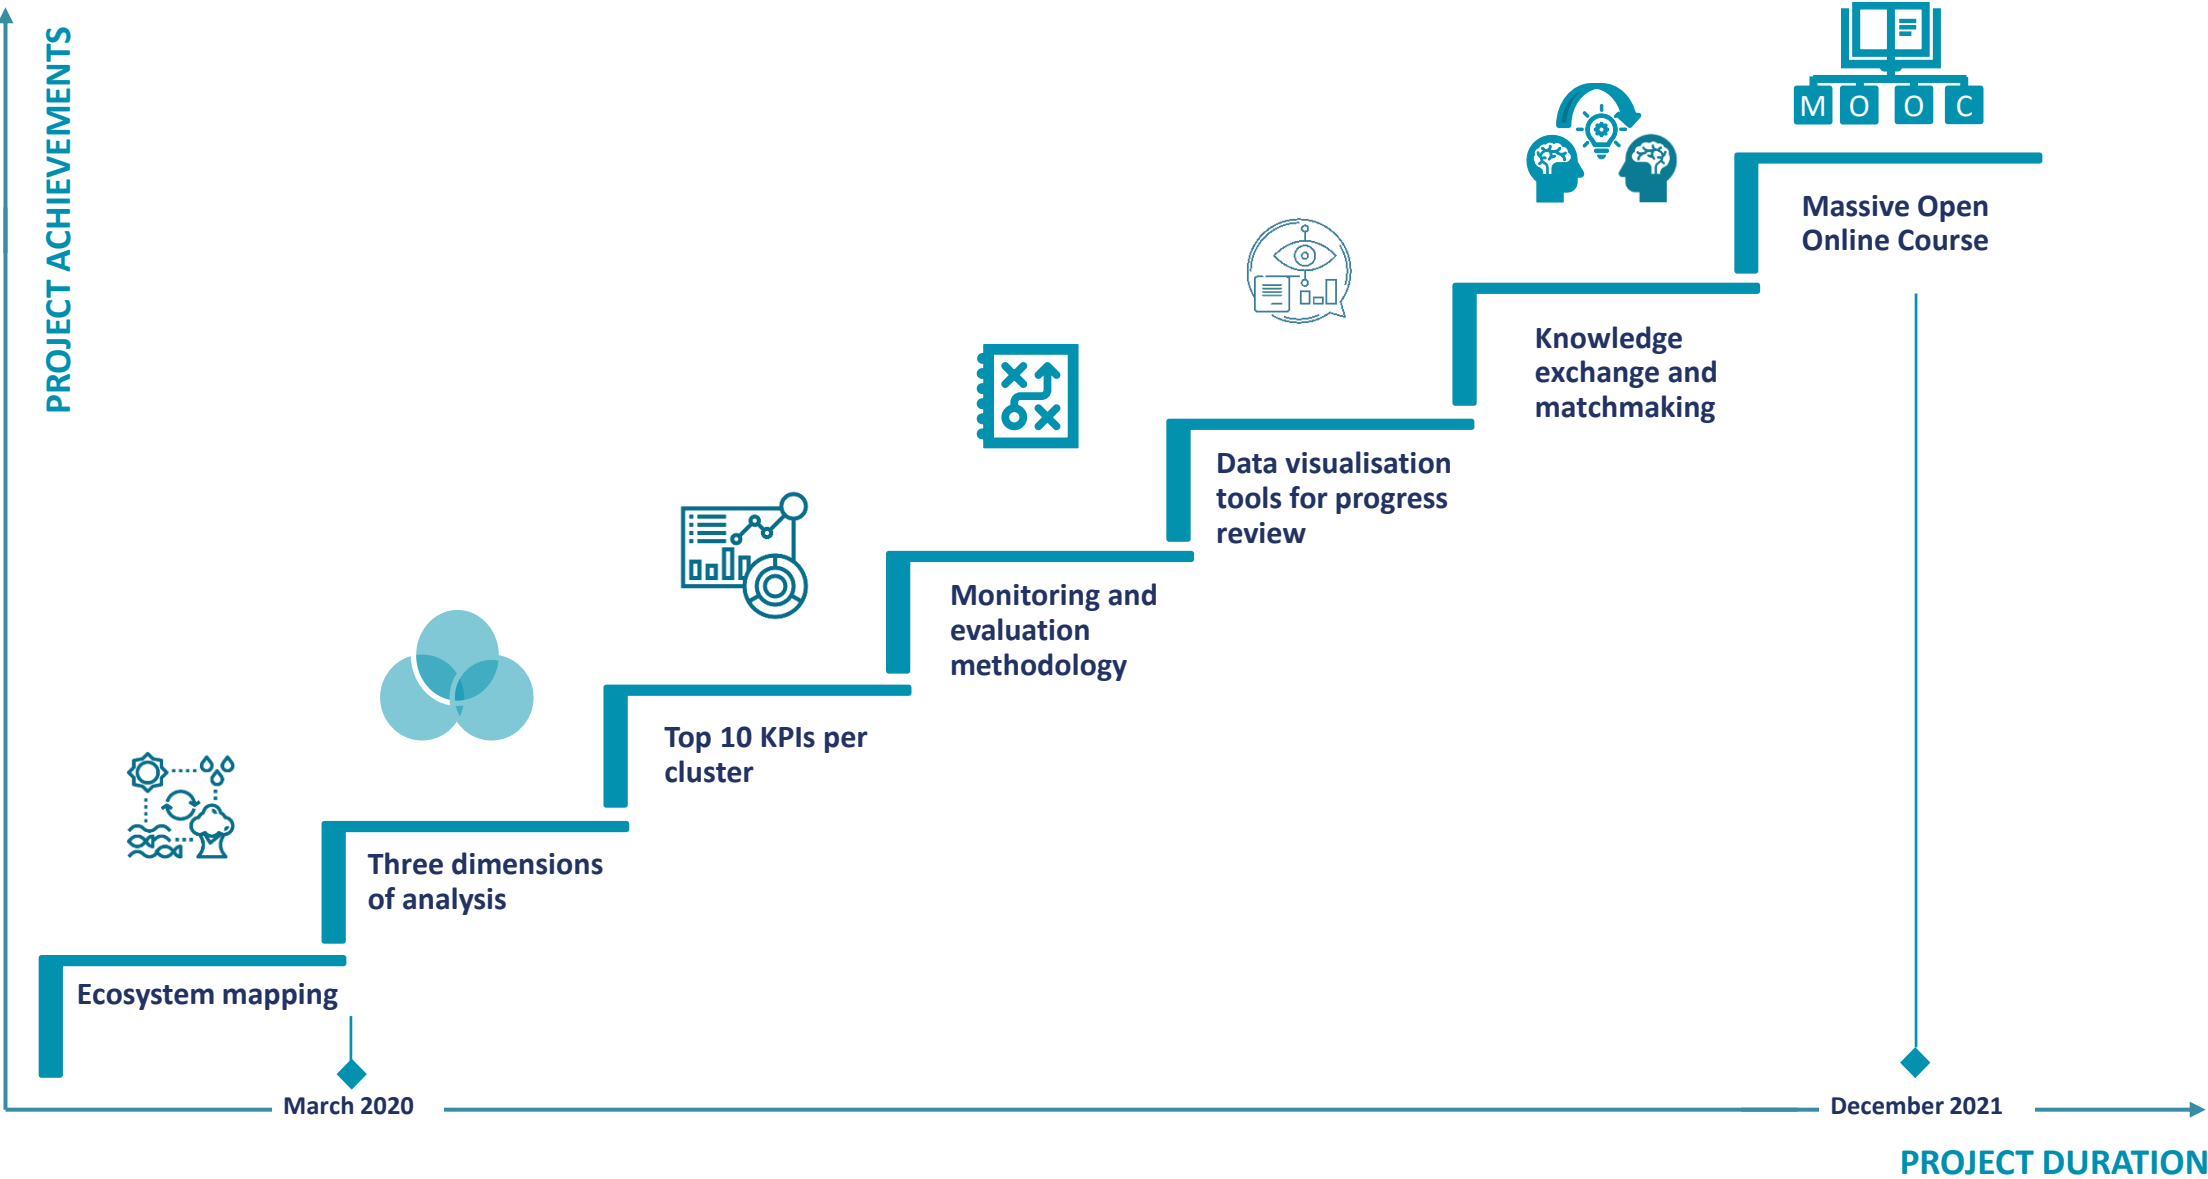 PROJECT ACHIEVEMENTS
M O O C
Massive Open
Online Course
Knowledge
exchange and
matchmaking
Data visualisation
tools for progress
review
Monitoring and
evaluation
methodology
Top 10 KPIs per
cluster
Three dimensions
of analysis
Ecosystem mapping
March 2020
December 2021
PROJECT DURATION